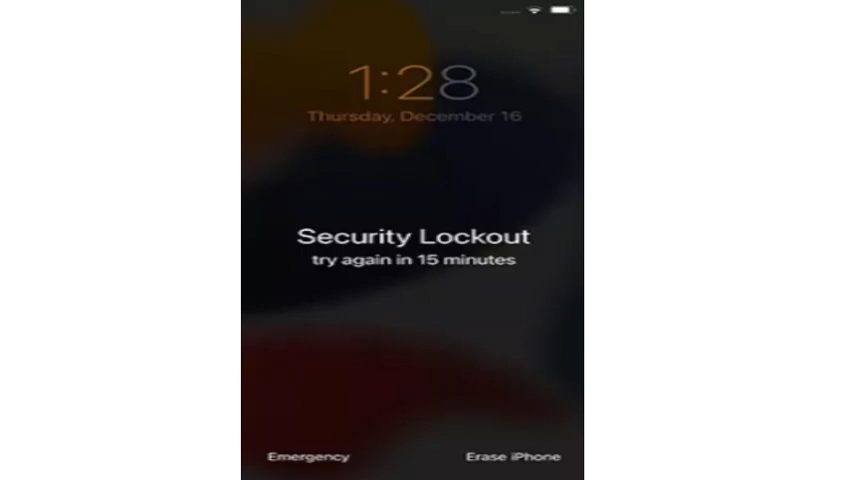 1:28
Thursday, December 16
Security Lockout
try again in 15 minutes
Emergency
Erase iPhone